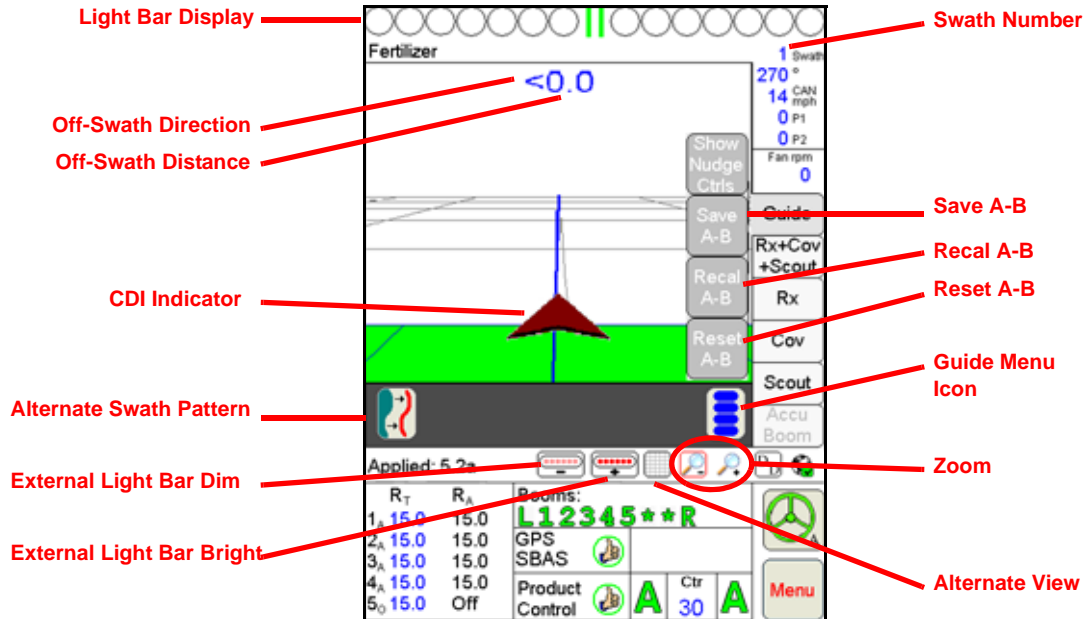 Light Bar Display
Swath Number
Fertilizer
1 Swath
<0.0
270 °
14 CAN mph
0 P1
0 P2
Off-Swath Direction
Off-Swath Distance
Show Nudge Ctrls
Fan rpm
0
Save A-B
Guide
Save A-B
Rx+Cov +Scout
Recal A-B
Recal A-B
CDI Indicator
Rx
Reset A-B
Reset A-B
Cov
Scout
Guide Menu
Icon
Alternate Swath Pattern
Accu Boom
Applied: 5.2a
Zoom
External Light Bar Dim
RT RA
Booms:
1A 15.0 15.0
L12345**R
2A 15.0 15.0
GPS
SBAS
External Light Bar Bright
3A 15.0 15.0
4A 15.0 15.0
5O 15.0 Off
Product
Control
A
Ctr
30
A
A
Menu
Alternate View